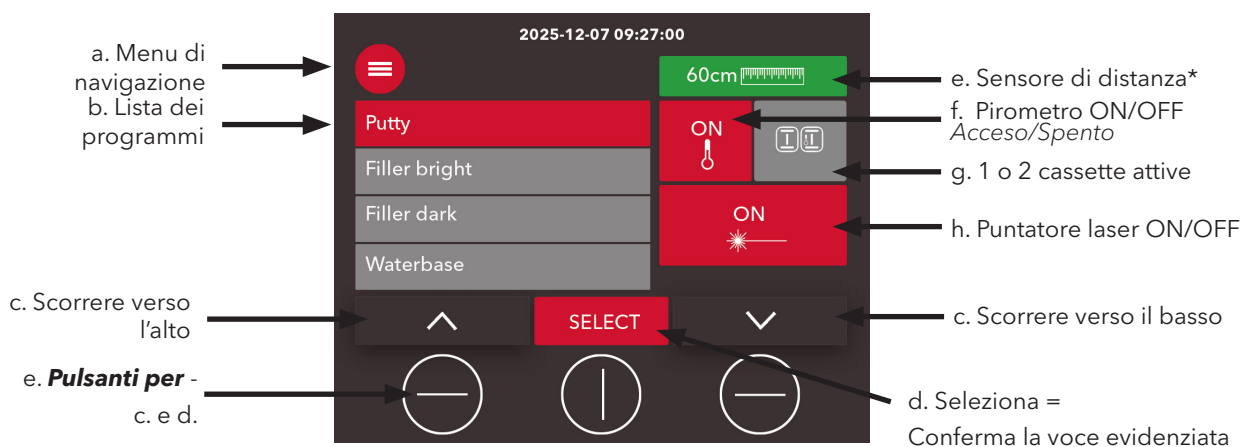 2025-12-07 09:27:00
a. Menu di
navigazione
b. Lista dei
programmi
60cm
e. Sensore di distanza*
Putty
ON
f. Pirometro ON/OFF
Acceso/Spento
Filler bright
g. 1 o 2 cassette attive
Filler dark
ON
h. Puntatore laser ON/OFF
Waterbase
c. Scorrere verso
l'alto
SELECT
c. Scorrere verso il basso
e. Pulsanti per -
c. e d.
d. Seleziona =
Conferma la voce evidenziata